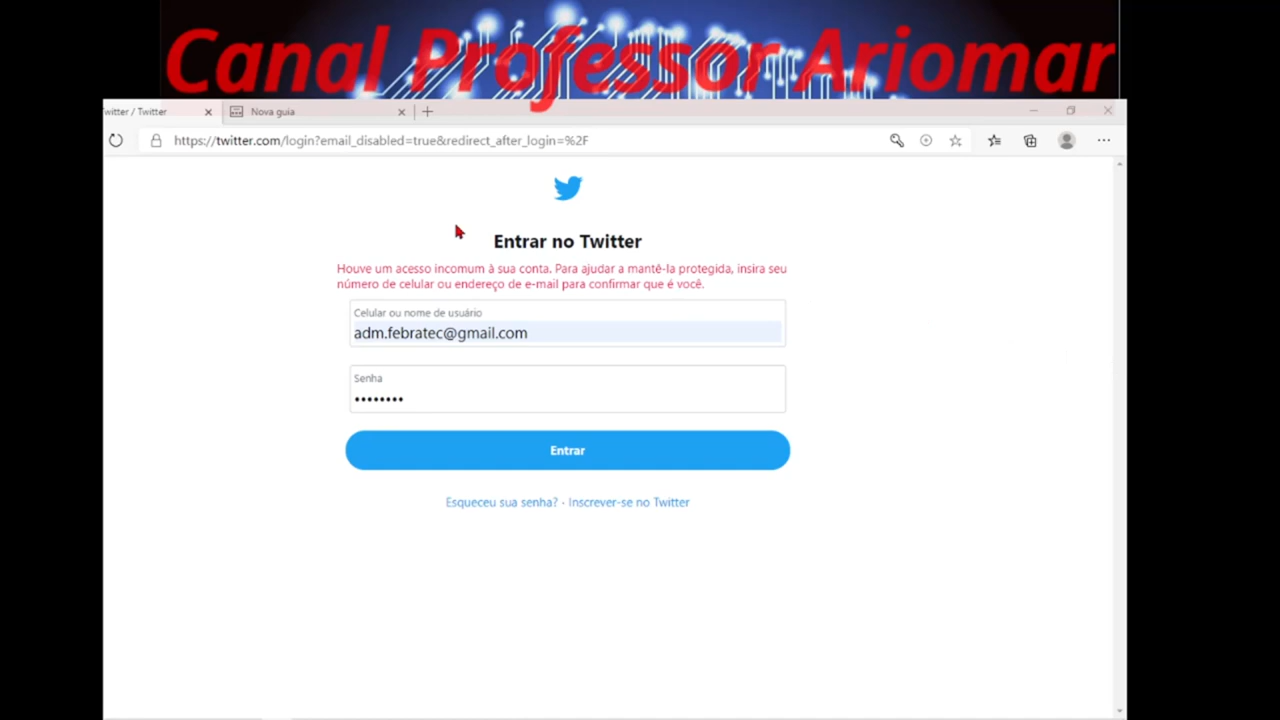 Canal Professor Ariomar
witter / Twitter
Nova guia
https://twitter.com/login?email_disabled=true&redirect_after_login=%2F
Entrar no Twitter
Houve um acesso incomum à sua conta. Para ajudar a mantê-la protegida, insira seu
número de celular ou endereço de e-mail para confirmar que é você.
Celular ou nome de usuário
adm.febratec@gmail.com
Senha
••••••••
Entrar
Esqueceu sua senha? · Inscrever-se no Twitter